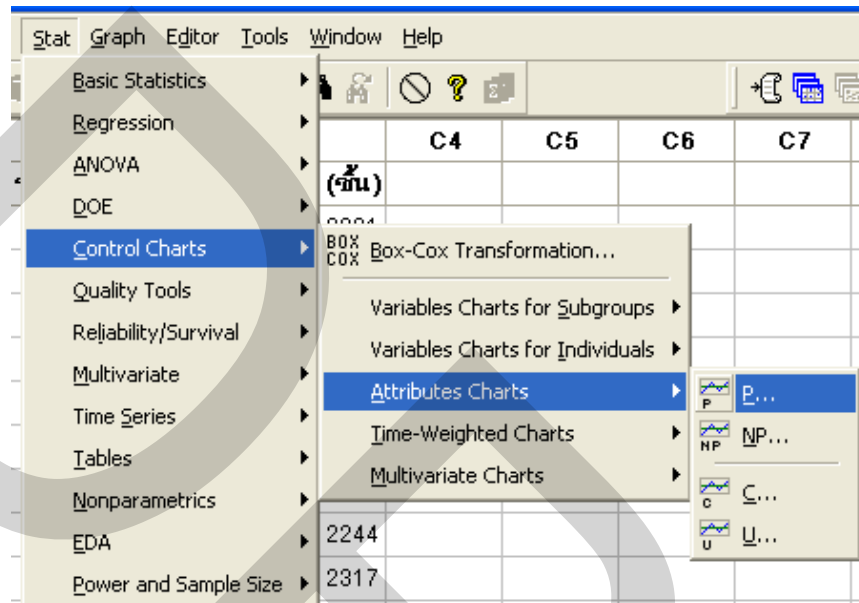 Stat Graph Editor Tools Window Help
Basic Statistics
Regression
ANOVA
DOE
Control Charts
Quality Tools
Reliability/Survival
Multivariate
Time Series
Tables
Nonparametrics
EDA
Power and Sample Size
C4 C5 C6 C7
(ชิ้น)
BOX COX Box-Cox Transformation...
Variables Charts for Subgroups
Variables Charts for Individuals
Attributes Charts
Time-Weighted Charts
Multivariate Charts
P P...
NP NP...
C C...
U U...
2244
2317